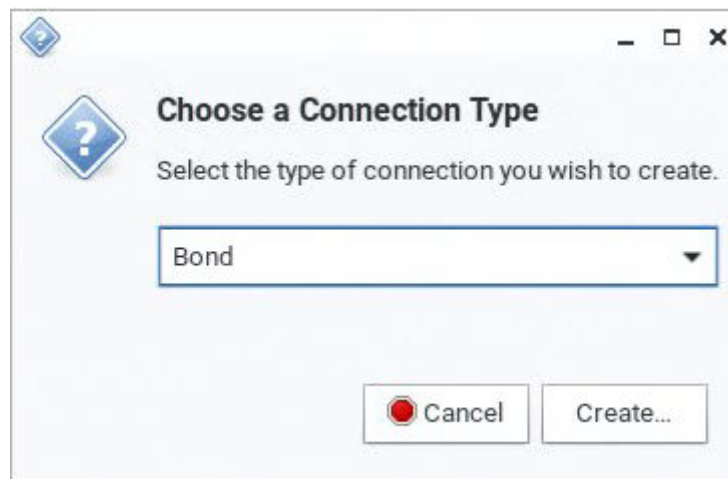 Choose a Connection Type
Select the type of connection you wish to create.
Bond
Cancel
Create...